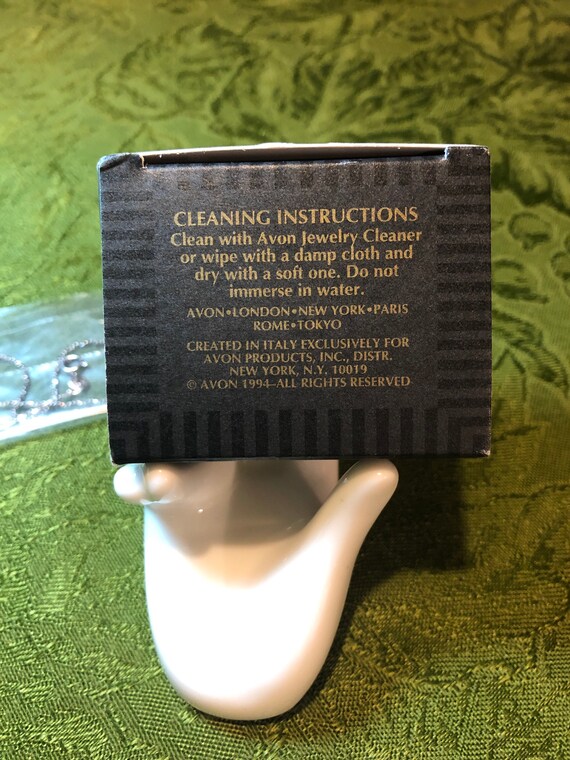 CLEANING INSTRUCTIONS
Clean with Avon Jewelry Cleaner
or wipe with a damp cloth and
dry with a soft one. Do not
immerse in water.
AVON•LONDON•NEW YORK•PARIS
ROME•TOKYO
CREATED IN ITALY EXCLUSIVELY FOR
AVON PRODUCTS, INC., DISTR.
NEW YORK, N.Y. 10019
© AVON 1994–ALL RIGHTS RESERVED